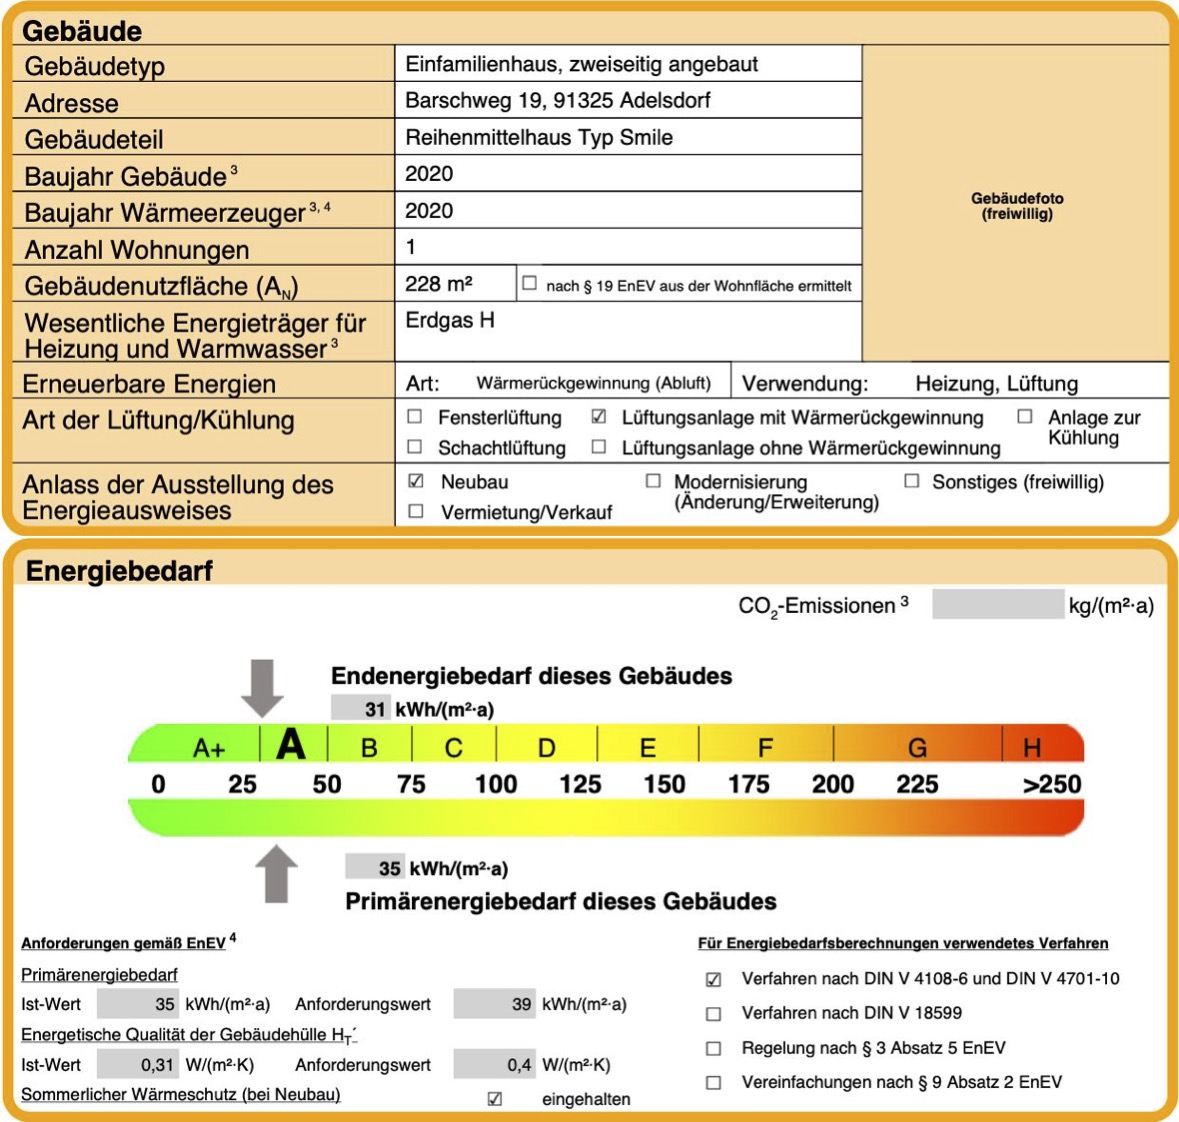 Gebäude
Gebäudetyp Einfamilienhaus, zweiseitig angebaut
Adresse Barschweg 19, 91325 Adelsdorf
Gebäudeteil Reihenmittelhaus Typ Smile
Baujahr Gebäude 3 2020
Baujahr Wärmeerzeuger 3, 4 2020
Anzahl Wohnungen 1
Gebäudenutzfläche (AN) 228 m² ☐ nach § 19 EnEV aus der Wohnfläche ermittelt
Wesentliche Energieträger für Heizung und Warmwasser 3 Erdgas H
Gebäudefoto
(freiwillig)
Erneuerbare Energien Art: Wärmerückgewinnung (Abluft) Verwendung: Heizung, Lüftung
Art der Lüftung/Kühlung ☐ Fensterlüftung ☑ Lüftungsanlage mit Wärmerückgewinnung ☐ Anlage zur Kühlung
☐ Schachtlüftung ☐ Lüftungsanlage ohne Wärmerückgewinnung
Anlass der Ausstellung des Energieausweises ☑ Neubau ☐ Modernisierung (Änderung/Erweiterung) ☐ Sonstiges (freiwillig)
☐ Vermietung/Verkauf
Energiebedarf
CO2-Emissionen 3 kg/(m²·a)
Endenergiebedarf dieses Gebäudes
31 kWh/(m²·a)
A+ A B C D E F G H
0 25 50 75 100 125 150 175 200 225 >250
35 kWh/(m²·a)
Primärenergiebedarf dieses Gebäudes
Anforderungen gemäß EnEV 4
Primärenergiebedarf
Ist-Wert 35 kWh/(m²·a) Anforderungswert 39 kWh/(m²·a)
Energetische Qualität der Gebäudehülle HT´
Ist-Wert 0,31 W/(m²·K) Anforderungswert 0,4 W/(m²·K)
Sommerlicher Wärmeschutz (bei Neubau) ☑ eingehalten
Für Energiebedarfsberechnungen verwendetes Verfahren
☑ Verfahren nach DIN V 4108-6 und DIN V 4701-10
☐ Verfahren nach DIN V 18599
☐ Regelung nach § 3 Absatz 5 EnEV
☐ Vereinfachungen nach § 9 Absatz 2 EnEV